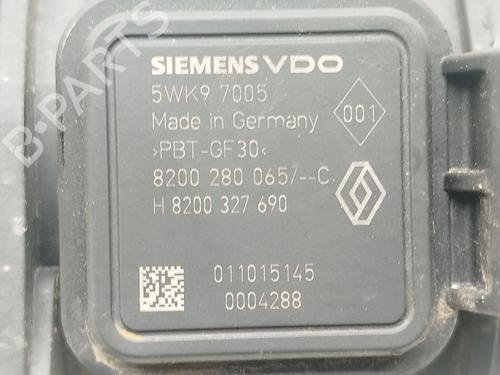 B-PARTS
SIEMENS VDO
5WK9 7005
001
Made in Germany
>PBT-GF30<
8200 280 065/--C
H 8200 327 690
011015145
0004288